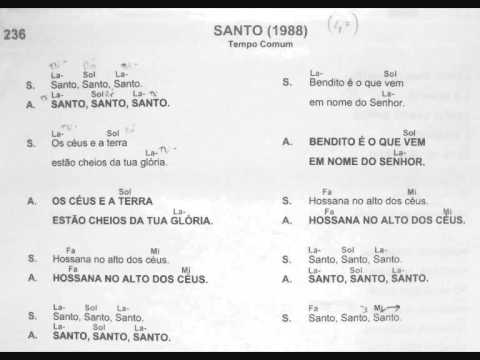 236
SANTO (1988)
Tempo Comum
La- Sol La-
S. Santo, Santo, Santo.
La- Sol La-
A. SANTO, SANTO, SANTO.
La- Sol
S. Os céus e a terra
La-
estão cheios da tua glória.
Sol
A. OS CÉUS E A TERRA
La-
ESTÃO CHEIOS DA TUA GLÓRIA.
Fa Mi
S. Hossana no alto dos céus.
Fa Mi
A. HOSSANA NO ALTO DOS CÉUS.
La- Sol La-
S. Santo, Santo, Santo.
La- Sol La-
A. SANTO, SANTO, SANTO.
La- Sol
S. Bendito é o que vem
La-
em nome do Senhor.
Sol
A. BENDITO É O QUE VEM
La-
EM NOME DO SENHOR.
Fa Mi
S. Hossana no alto dos céus.
Fa Mi
A. HOSSANA NO ALTO DOS CÉUS.
La- Sol La-
S. Santo, Santo, Santo.
La- Sol La-
A. SANTO, SANTO, SANTO.
Fa Mi
S. Santo, Santo, Santo.